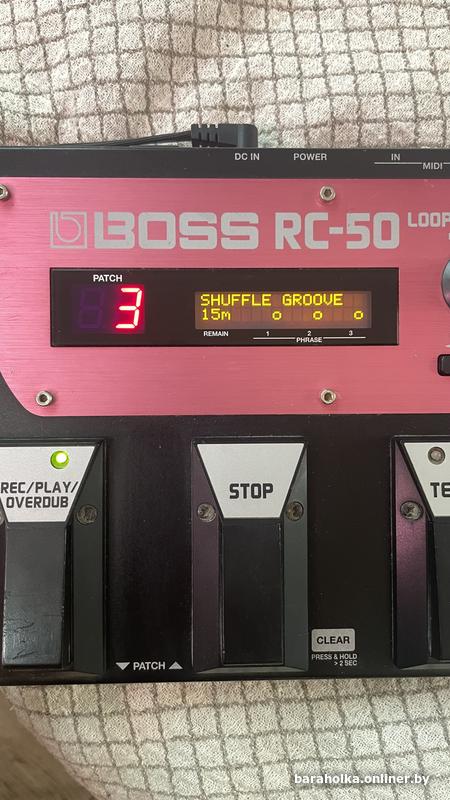 DC IN POWER IN
MIDI
BOSS RC-50 LOOP
PATCH
3
SHUFFLE GROOVE
15m o o o
REMAIN 1 2 3
PHRASE
REC/PLAY/
OVERDUB
STOP
TE
CLEAR
PRESS & HOLD
> 2 SEC
PATCH
baraholka.onliner.by